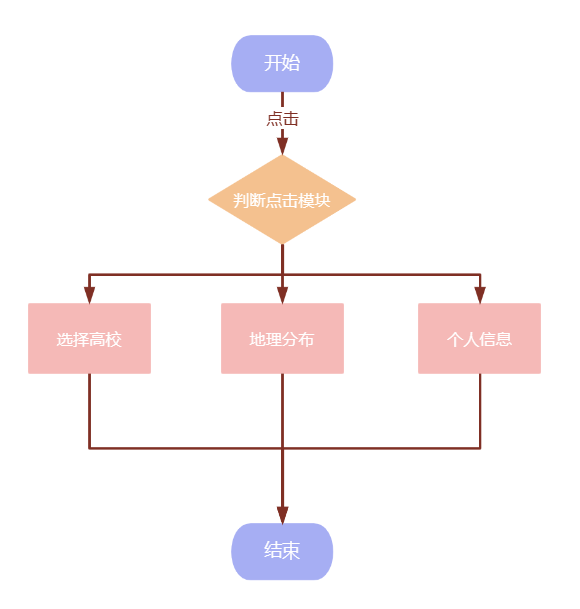 开始
点击
判断点击模块
选择高校
地理分布
个人信息
结束